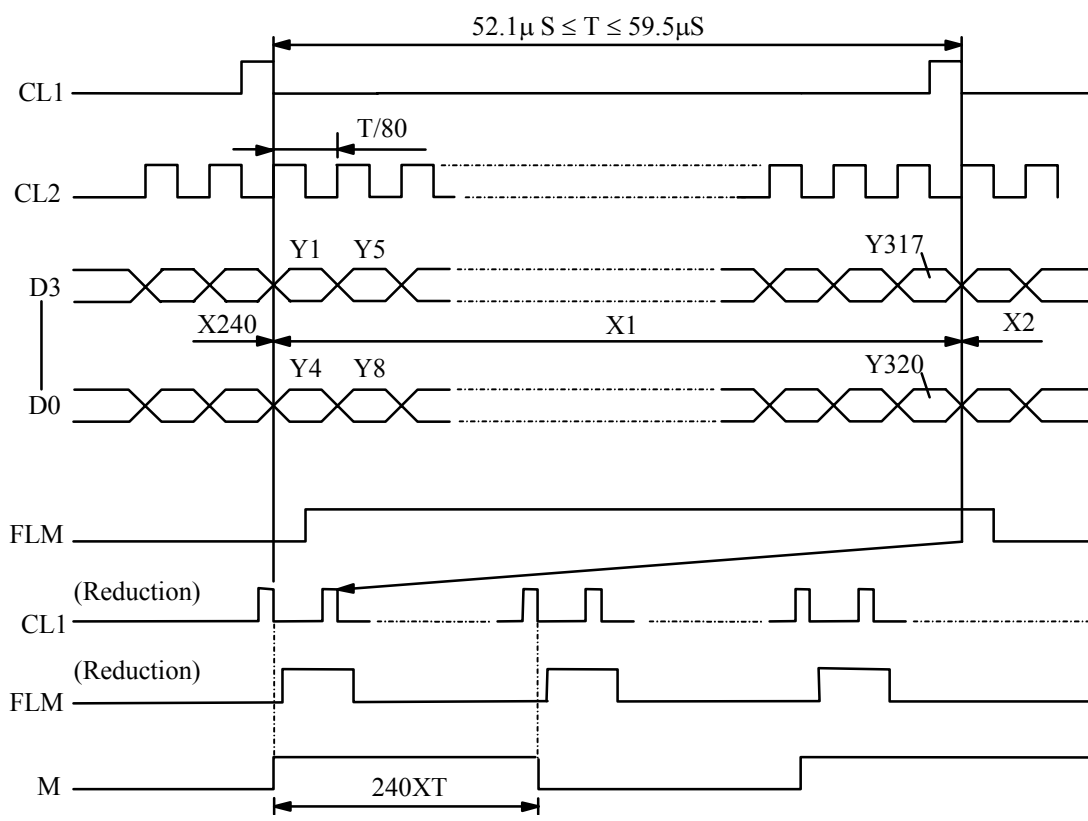 52.1μ S ≤ T ≤ 59.5μS
CL1
T/80
CL2
Y1 Y5 Y317
D3
X240 X1 X2
Y4 Y8 Y320
D0
FLM
(Reduction)
CL1
(Reduction)
FLM
M
240XT